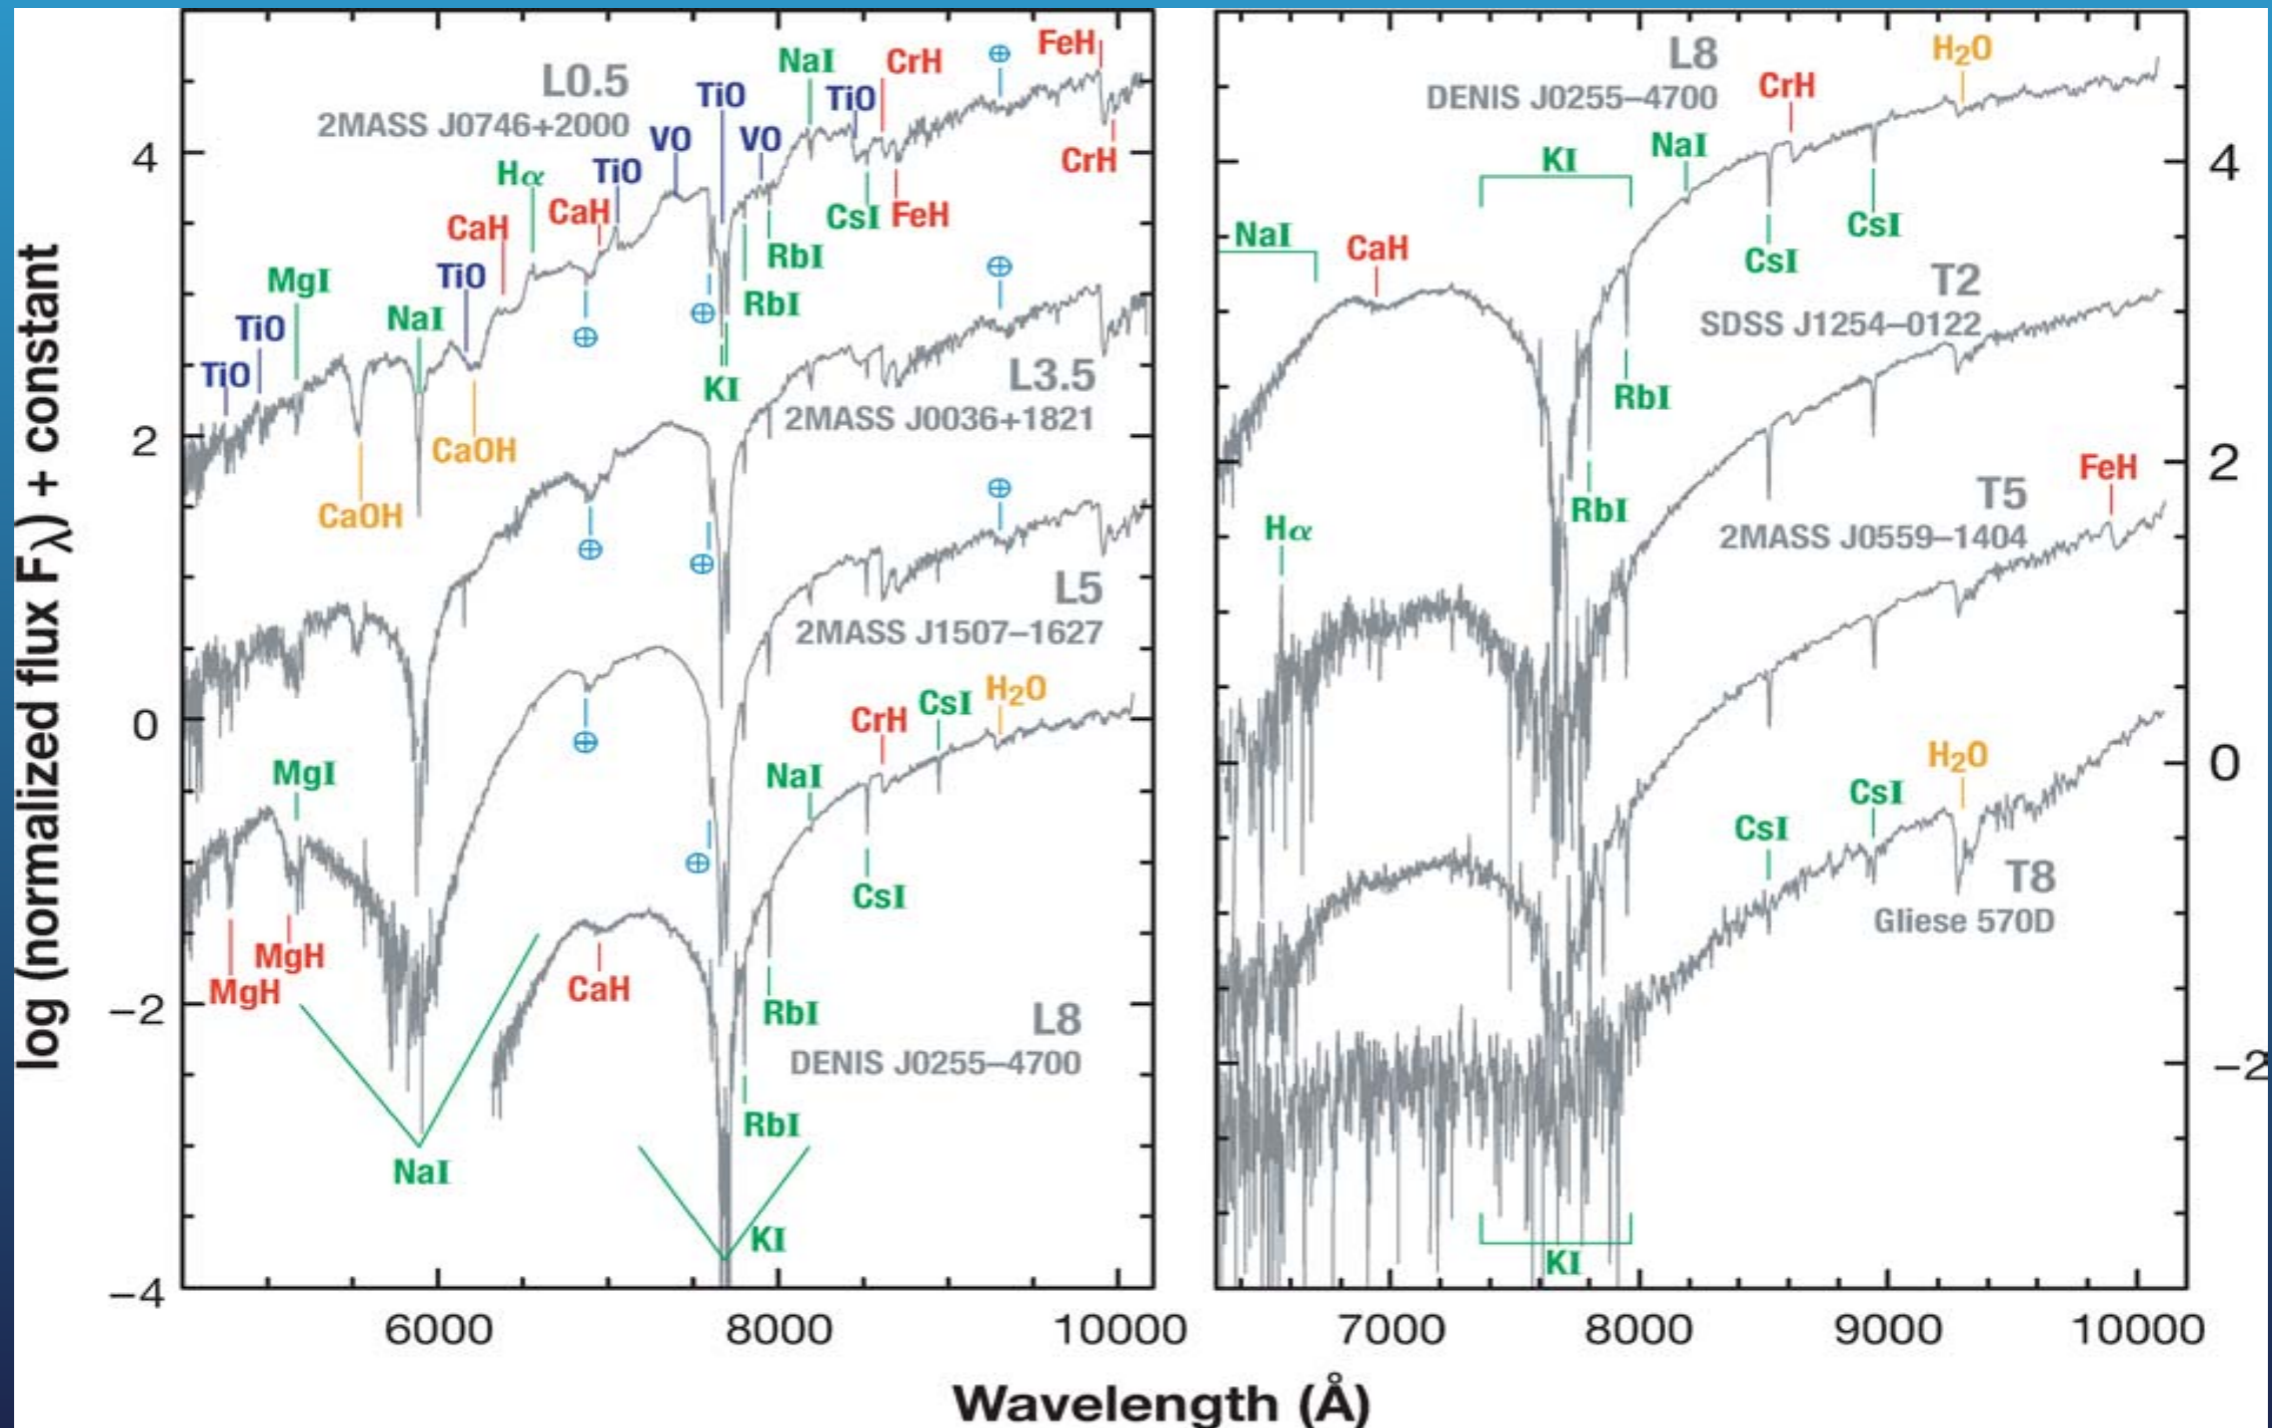 log (normalized flux Fλ) + constant
4
2
0
−2
−4
L0.5
2MASS J0746+2000
TiO
TiO
MgI
NaI
TiO
CaH
Hα
CaH
TiO
VO
TiO
VO
NaI
TiO
CrH
⊕
FeH
CrH
CsI
FeH
RbI
RbI
⊕
⊕
KI
CaOH
CaOH
⊕
L3.5
2MASS J0036+1821
⊕
⊕
⊕
L5
2MASS J1507−1627
⊕
⊕
MgI
MgH
MgH
NaI
NaI
CrH
CsI
H2O
CsI
CaH
RbI
RbI
L8
DENIS J0255−4700
KI
6000
8000
10000
L8
DENIS J0255−4700
H2O
CrH
NaI
KI
NaI
CaH
CsI
CsI
RbI
RbI
T2
SDSS J1254−0122
Hα
T5
2MASS J0559−1404
FeH
H2O
CsI
CsI
T8
Gliese 570D
KI
4
2
0
−2
7000
8000
9000
10000
Wavelength (Å)